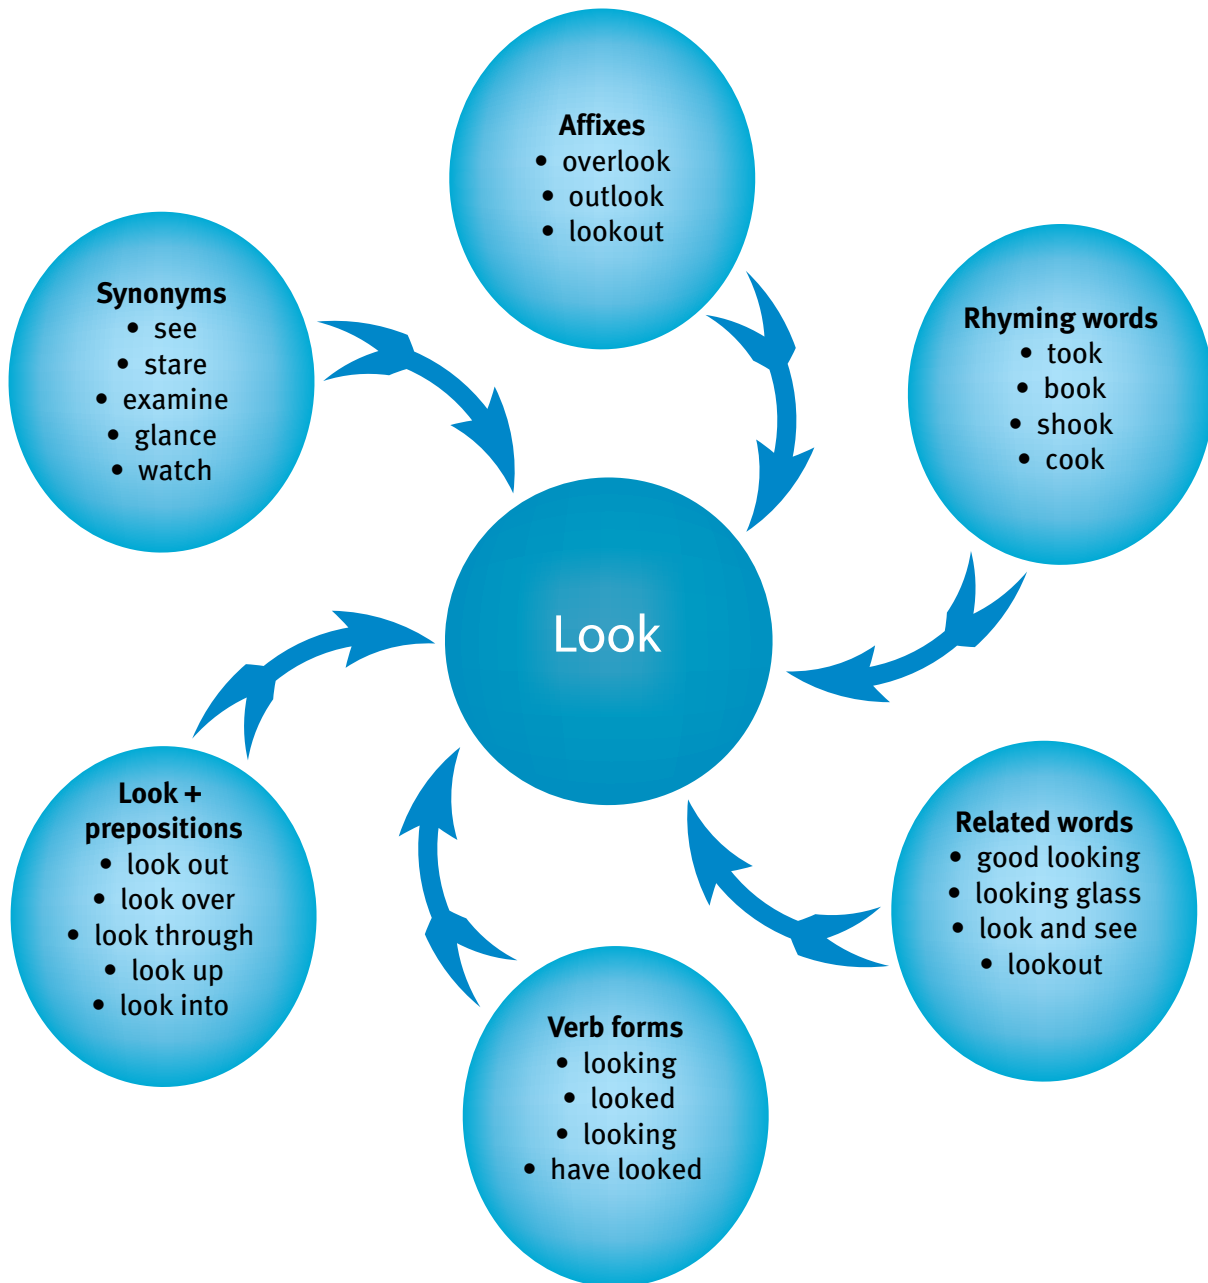 Affixes
• overlook
• outlook
• lookout
Synonyms
• see
• stare
• examine
• glance
• watch
Rhyming words
• took
• book
• shook
• cook
Look
Look +
prepositions
• look out
• look over
• look through
• look up
• look into
Related words
• good looking
• looking glass
• look and see
• lookout
Verb forms
• looking
• looked
• looking
• have looked